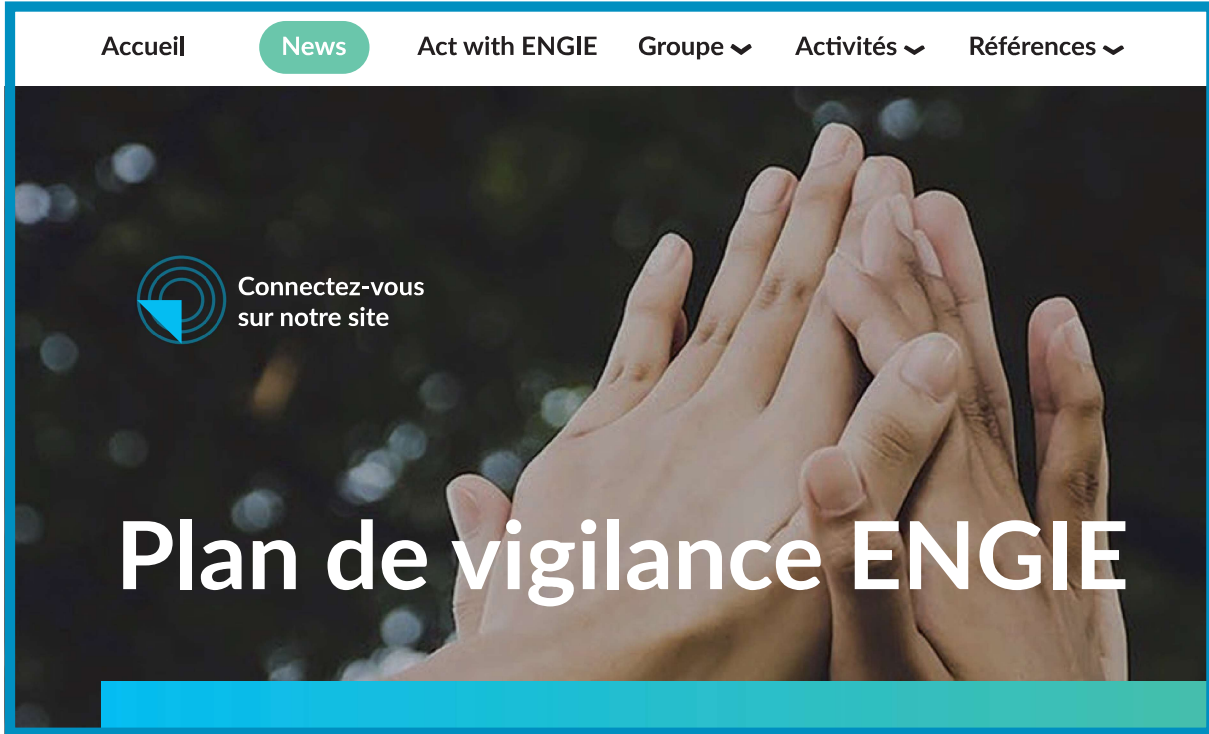 Accueil News Act with ENGIE Groupe Activités Références
Connectez-vous
sur notre site
Plan de vigilance ENGIE